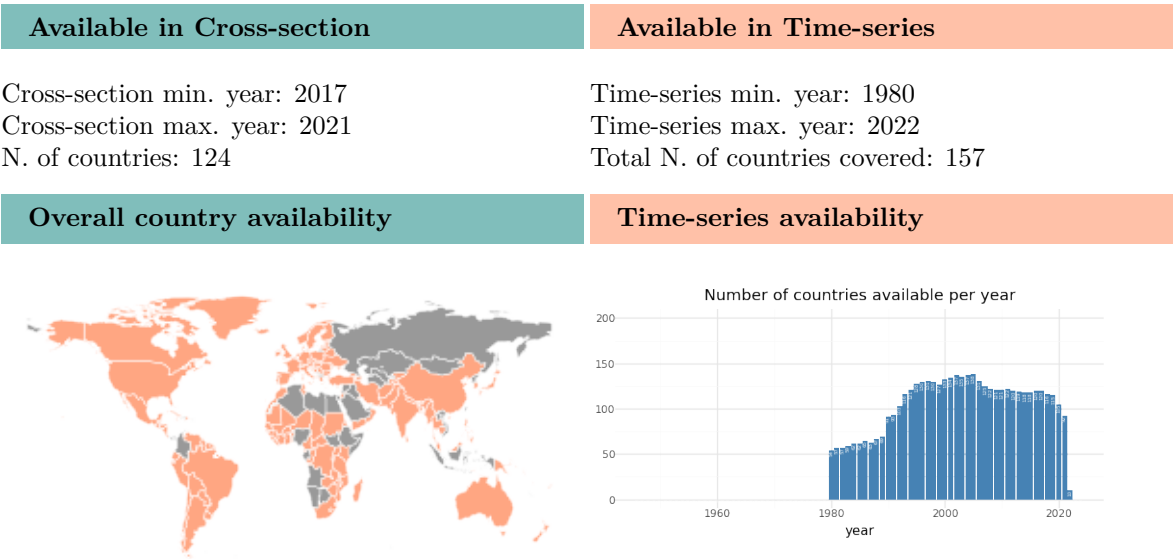 Available in Cross-section
Available in Time-series
Cross-section min. year: 2017
Cross-section max. year: 2021
N. of countries: 124
Time-series min. year: 1980
Time-series max. year: 2022
Total N. of countries covered: 157
Overall country availability
Time-series availability
Number of countries available per year
200
150
100
50
0
1960
1980
2000
2020
year